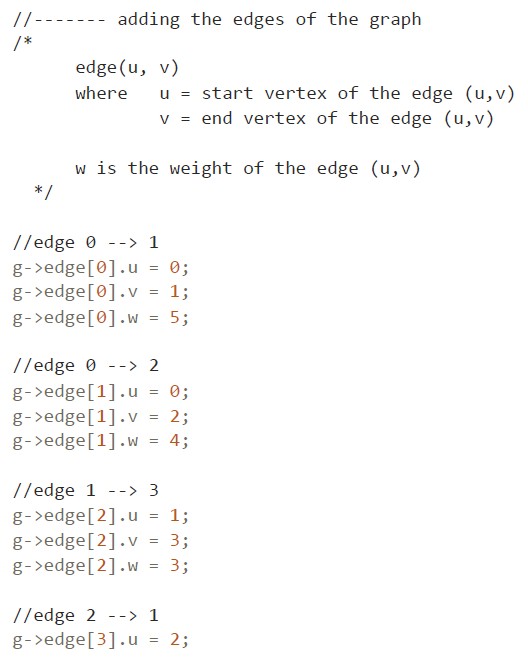 //------- adding the edges of the graph
/*
edge(u, v)
where   u = start vertex of the edge (u,v)
v = end vertex of the edge (u,v)
w is the weight of the edge (u,v)
*/
//edge 0 --> 1
g->edge[0].u = 0;
g->edge[0].v = 1;
g->edge[0].w = 5;
//edge 0 --> 2
g->edge[1].u = 0;
g->edge[1].v = 2;
g->edge[1].w = 4;
//edge 1 --> 3
g->edge[2].u = 1;
g->edge[2].v = 3;
g->edge[2].w = 3;
//edge 2 --> 1
g->edge[3].u = 2;